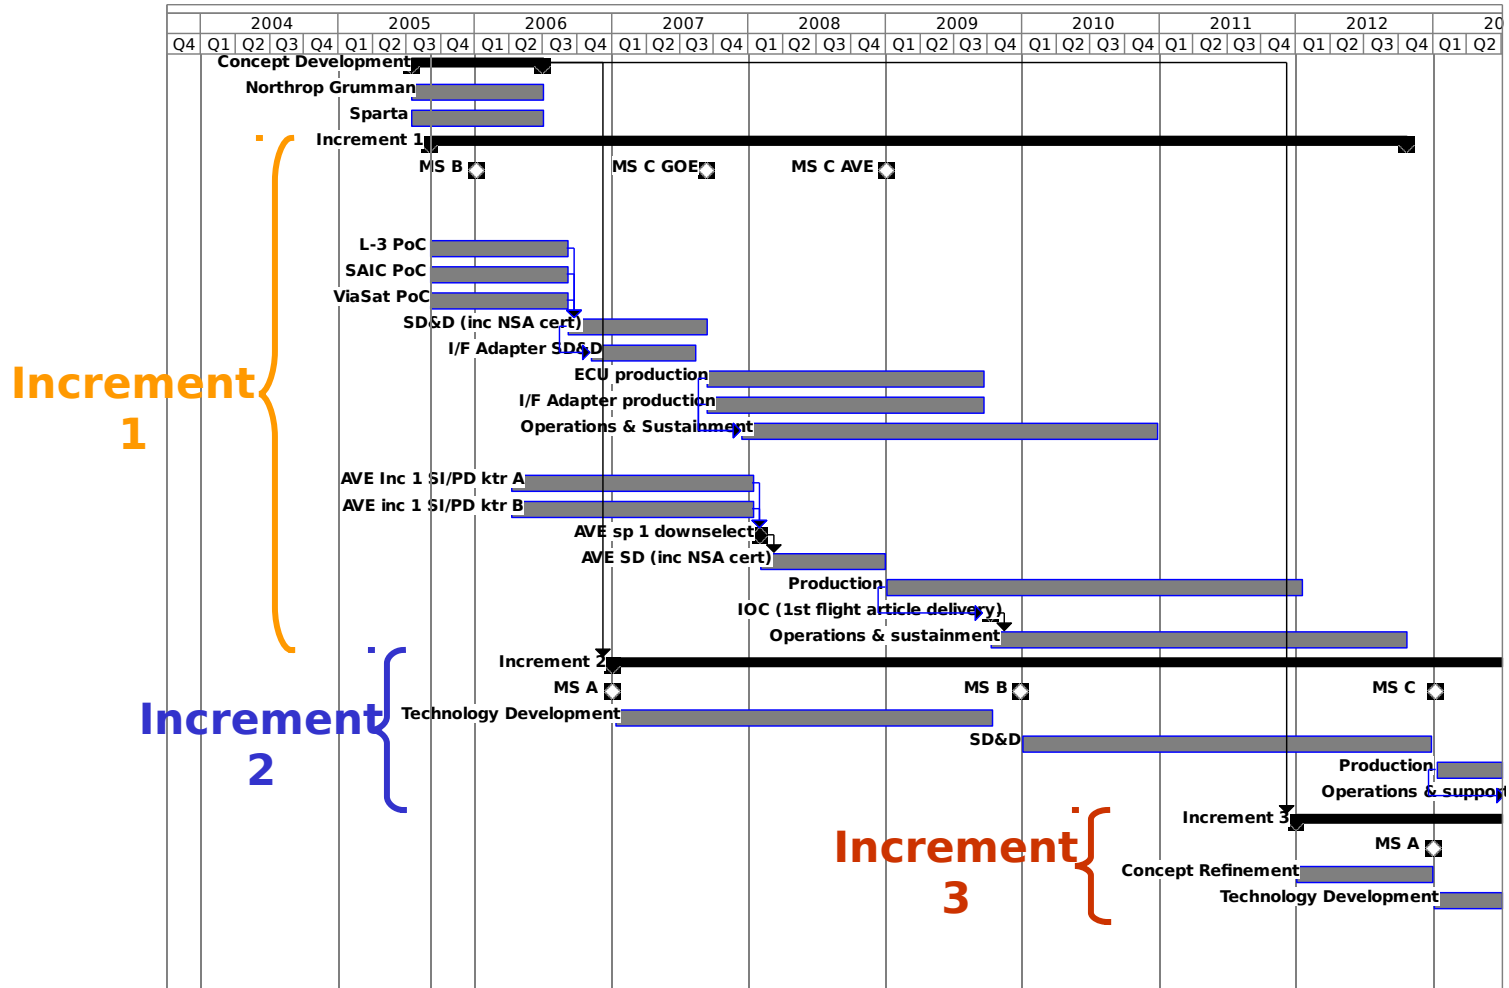 2004 2005 2006 2007 2008 2009 2010 2011 2012 20
Q4 Q1 Q2 Q3 Q4 Q1 Q2 Q3 Q4 Q1 Q2 Q3 Q4 Q1 Q2 Q3 Q4 Q1 Q2 Q3 Q4 Q1 Q2 Q3 Q4 Q1 Q2 Q3 Q4 Q1 Q2 Q3 Q4 Q1 Q2 Q3 Q4 Q1 Q2
Concept Development
Northrop Grumman
Sparta
Increment 1
MS B MS C GOE MS C AVE
L-3 PoC
SAIC PoC
ViaSat PoC
SD&D (inc NSA cert)
I/F Adapter SD&D
ECU production
I/F Adapter production
Operations & Sustainment
Increment
1
AVE Inc 1 SI/PD ktr A
AVE inc 1 SI/PD ktr B
AVE sp 1 downselect
AVE SD (inc NSA cert)
Production
IOC (1st flight article delivery)
Operations & sustainment
Increment 2
MS A MS B MS C
Technology Development
SD&D
Production
Operations & support
Increment
2
Increment 3
MS A
Concept Refinement
Technology Development
Increment
3